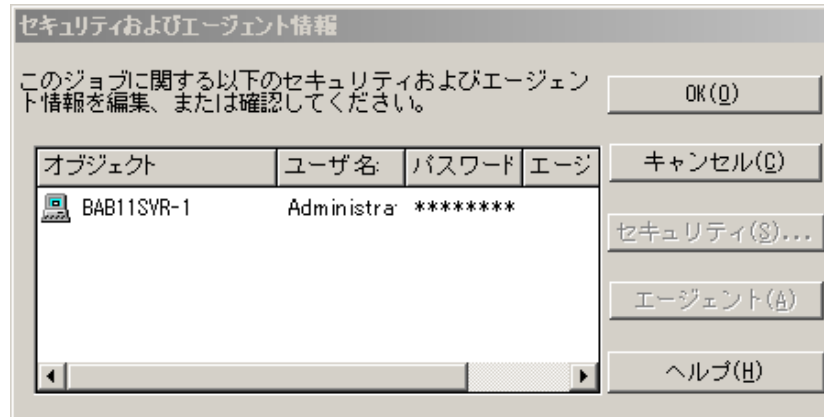 セキュリティおよびエージェント情報
このジョブに関する以下のセキュリティおよびエージェン
ト情報を編集、または確認してください。
OK(O)
オブジェクト ユーザ名: パスワード エージ
キャンセル(C)
BAB11SVR-1 Administra ********
セキュリティ(S)...
エージェント(A)
ヘルプ(H)